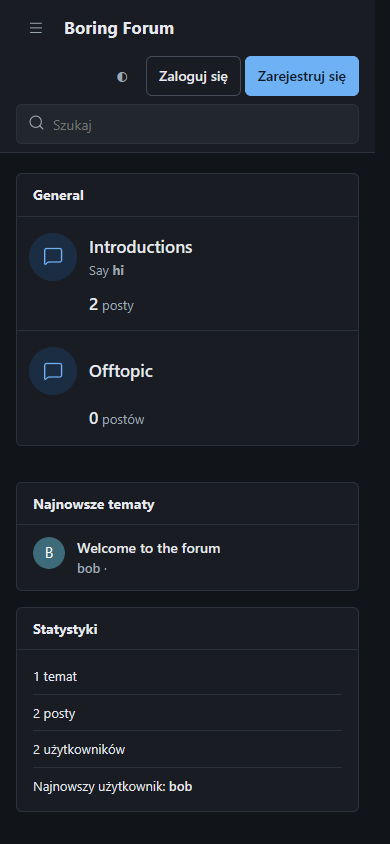 Boring Forum
Zaloguj się
Zarejestruj się
Szukaj
General
Introductions
Say hi
2 posty
Offtopic
0 postów
Najnowsze tematy
B
Welcome to the forum
bob ·
Statystyki
1 temat
2 posty
2 użytkowników
Najnowszy użytkownik: bob